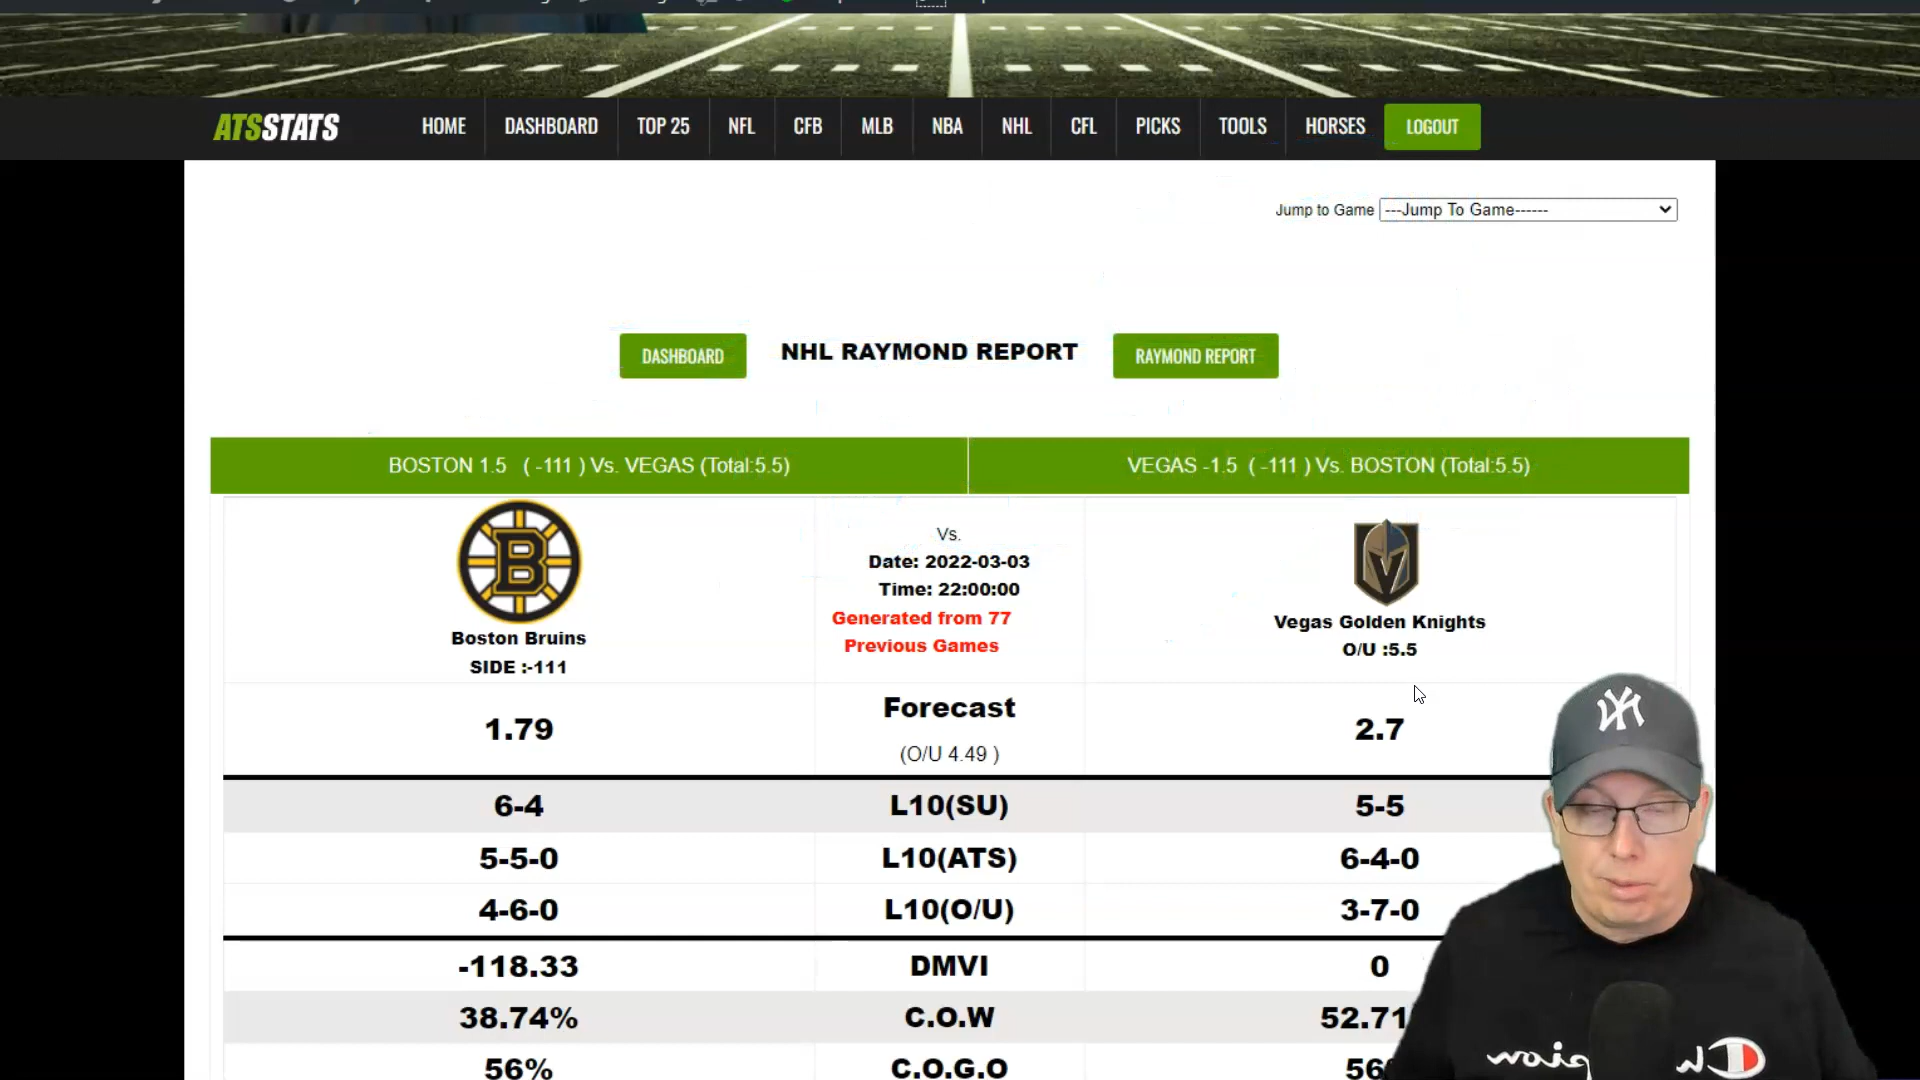 ATSSTATS HOME DASHBOARD TOP 25 NFL CFB MLB NBA NHL CFL PICKS TOOLS HORSES LOGOUT
Jump to Game ---Jump To Game------
DASHBOARD NHL RAYMOND REPORT RAYMOND REPORT
BOSTON 1.5 ( -111 ) Vs. VEGAS (Total:5.5) VEGAS -1.5 ( -111 ) Vs. BOSTON (Total:5.5)
B
Vs.
Date: 2022-03-03
Time: 22:00:00
Generated from 77
Previous Games
Boston Bruins
SIDE :-111
Vegas Golden Knights
O/U :5.5
1.79 Forecast 2.7
(O/U 4.49 )
6-4 L10(SU) 5-5
5-5-0 L10(ATS) 6-4-0
4-6-0 L10(O/U) 3-7-0
-118.33 DMVI 0
38.74% C.O.W 52.71
56% C.O.G.O 56
NY